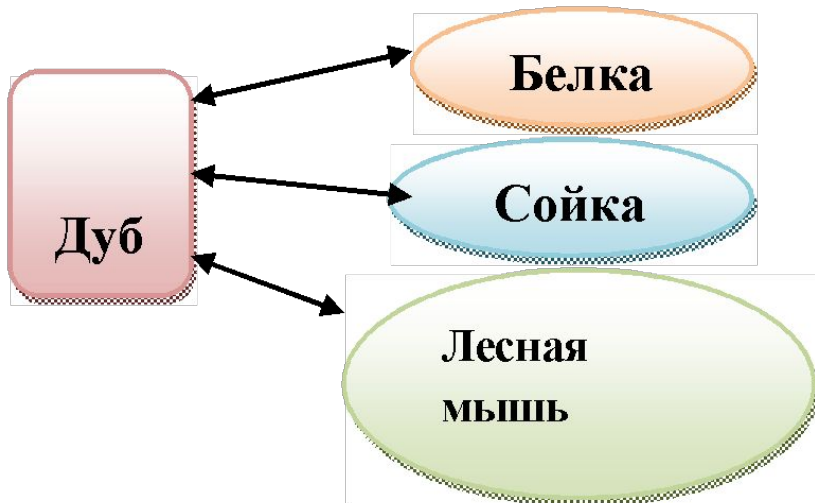 Белка
Дуб
Сойка
Лесная
мышь